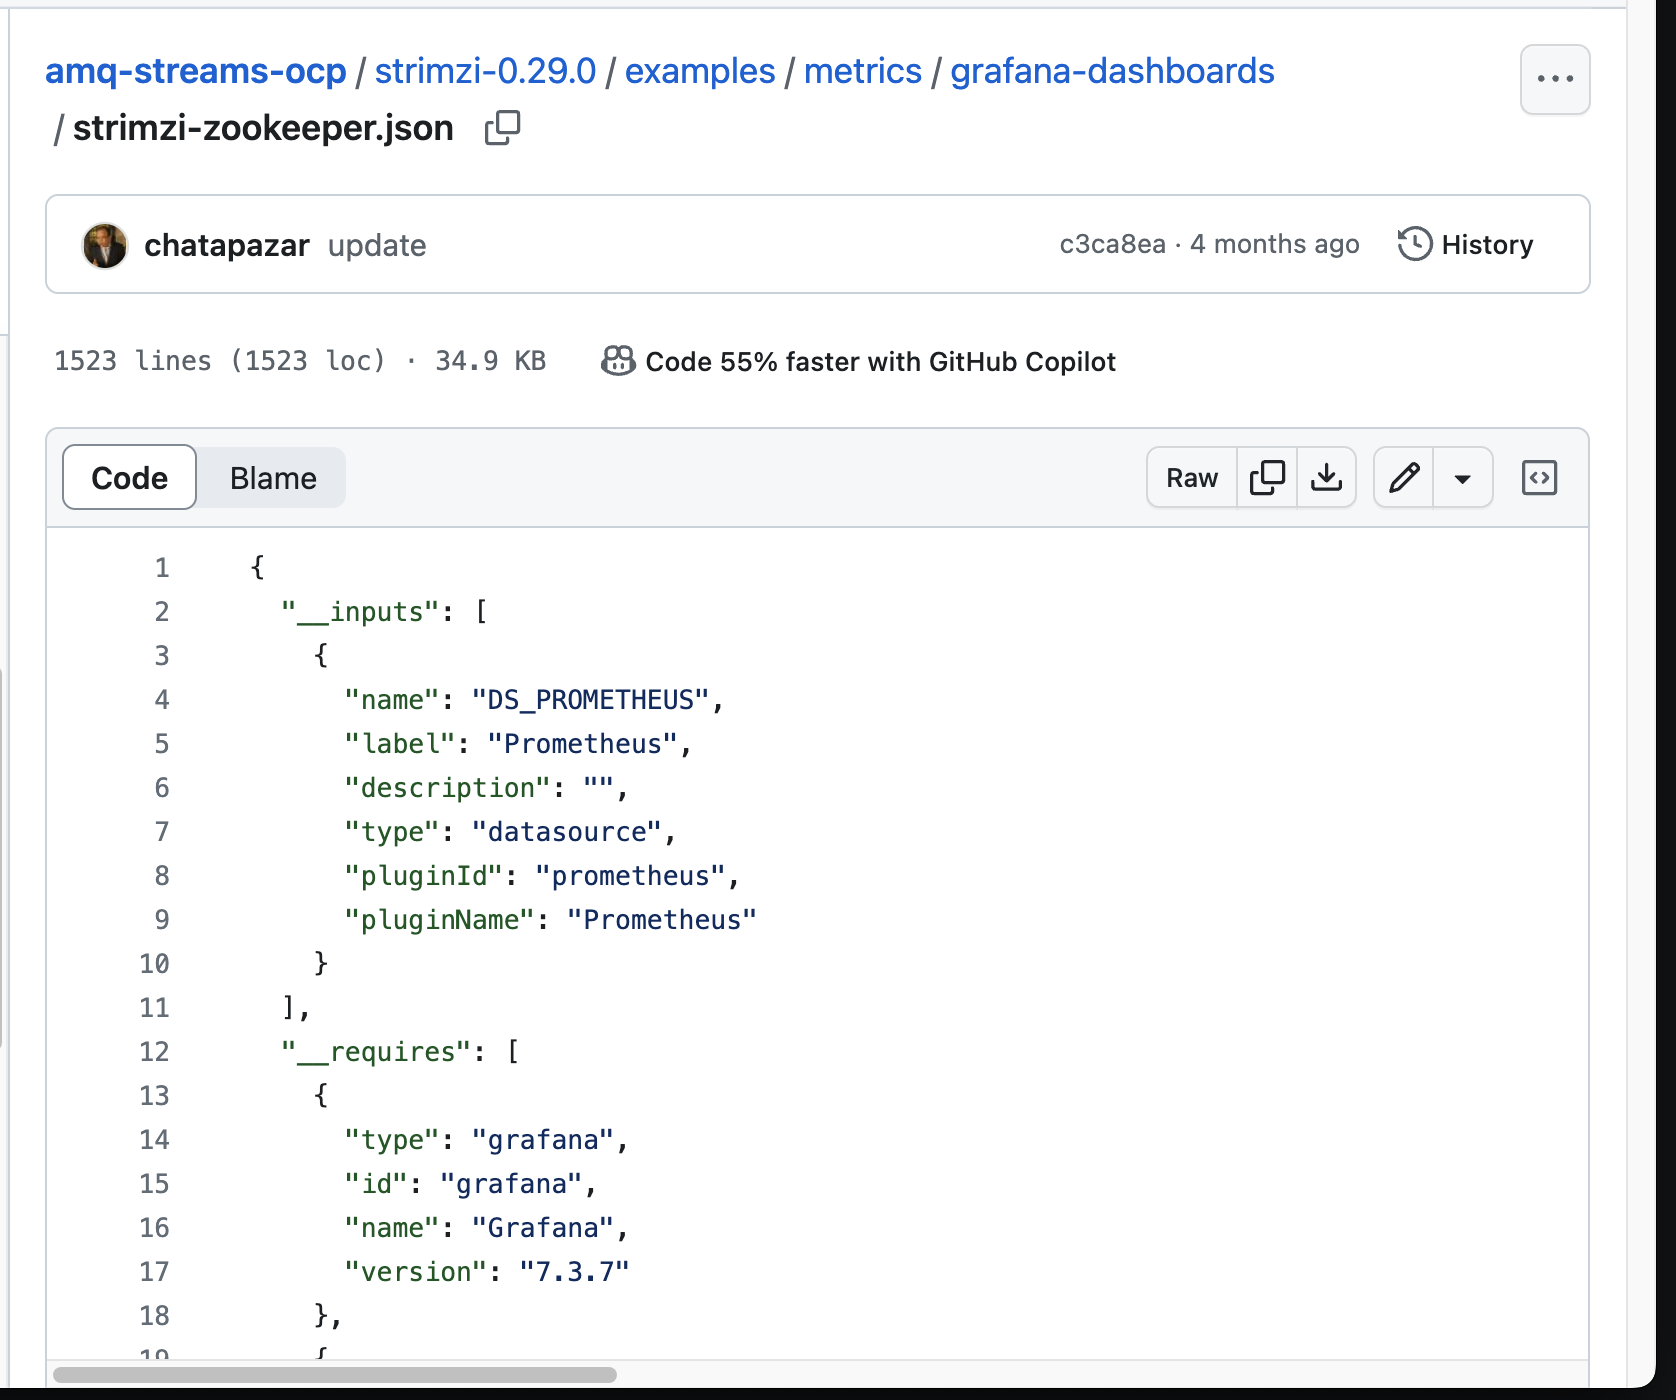 amq-streams-ocp / strimzi-0.29.0 / examples / metrics / grafana-dashboards
/ strimzi-zookeeper.json
chatapazar update c3ca8ea · 4 months ago History
1523 lines (1523 loc) · 34.9 KB Code 55% faster with GitHub Copilot
Code Blame Raw
1 {
2 "__inputs": [
3 {
4 "name": "DS_PROMETHEUS",
5 "label": "Prometheus",
6 "description": "",
7 "type": "datasource",
8 "pluginId": "prometheus",
9 "pluginName": "Prometheus"
10 }
11 ],
12 "__requires": [
13 {
14 "type": "grafana",
15 "id": "grafana",
16 "name": "Grafana",
17 "version": "7.3.7"
18 },
19 {